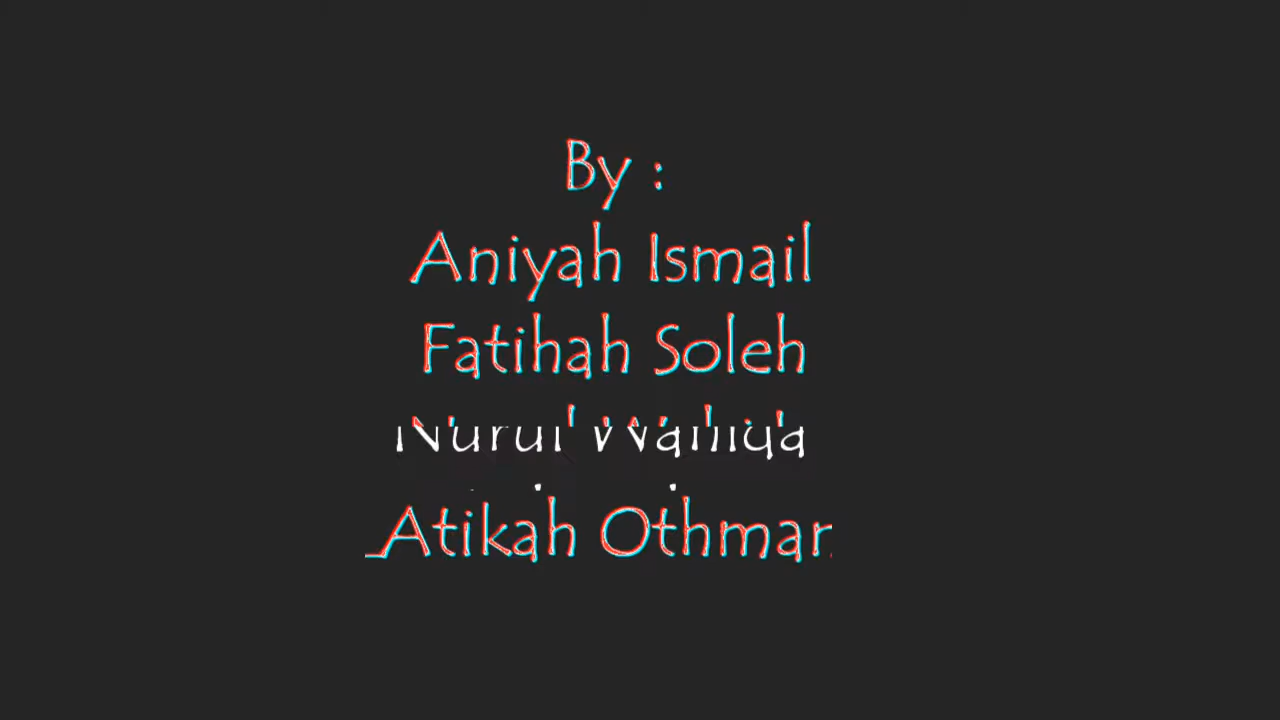 By :
Aniyah Ismail
Fatihah Soleh
Nurul Wahida
Atikah Othman